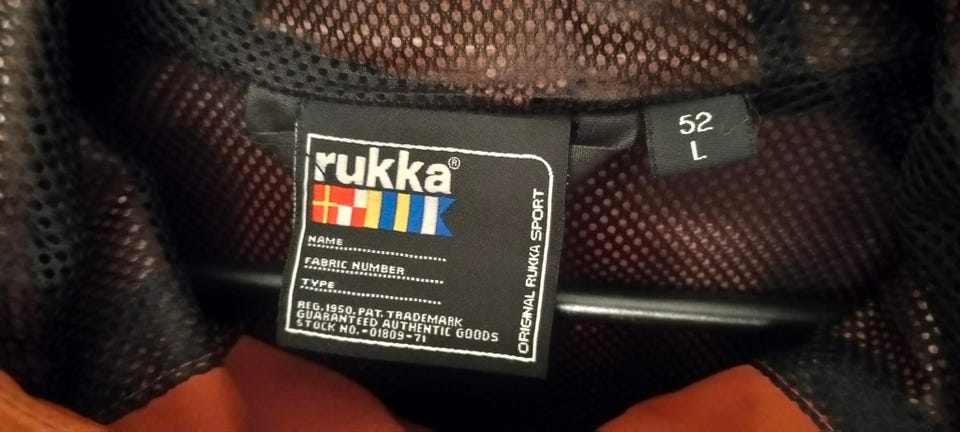 rukka®
NAME
FABRIC NUMBER
TYPE
REG.1950. PAT. TRADEMARK
GUARANTEED AUTHENTIC GOODS
STOCK NO.-01809-71
ORIGINAL RUKKA SPORT
52
L